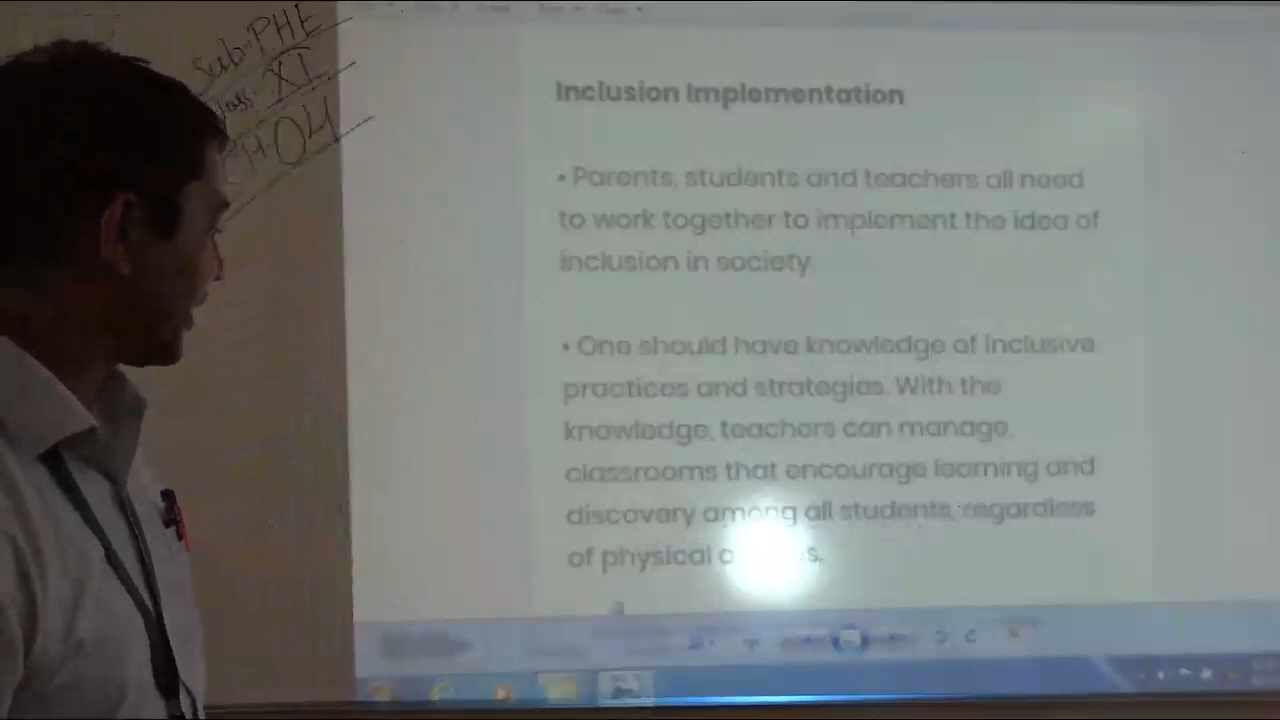 Sub-PHE
Class-XI
CH-04
Inclusion Implementation
• Parents, students and teachers all need
to work together to implement the idea of
inclusion in society.
• One should have knowledge of inclusive
practices and strategies. With the
knowledge, teachers can manage,
classrooms that encourage learning and
discovery among all students, regardless
of physical